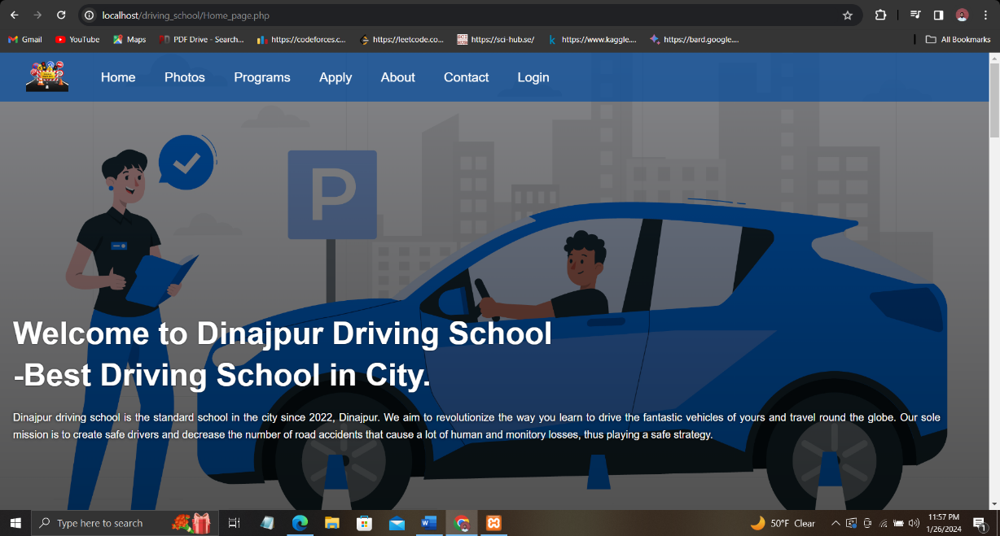 localhost/driving_school/Home_page.php
Gmail YouTube Maps PDF Drive - Search... https://codeforces.c... https://leetcode.co... https://sci-hub.se/ https://www.kaggle.... https://bard.google.... All Bookmarks
Home Photos Programs Apply About Contact Login
P
Welcome to Dinajpur Driving School
-Best Driving School in City.
Dinajpur driving school is the standard school in the city since 2022, Dinajpur. We aim to revolutionize the way you learn to drive the fantastic vehicles of yours and travel round the globe. Our sole
mission is to create safe drivers and decrease the number of road accidents that cause a lot of human and monitory losses, thus playing a safe strategy.
Type here to search
50°F Clear
11:57 PM
1/26/2024
1